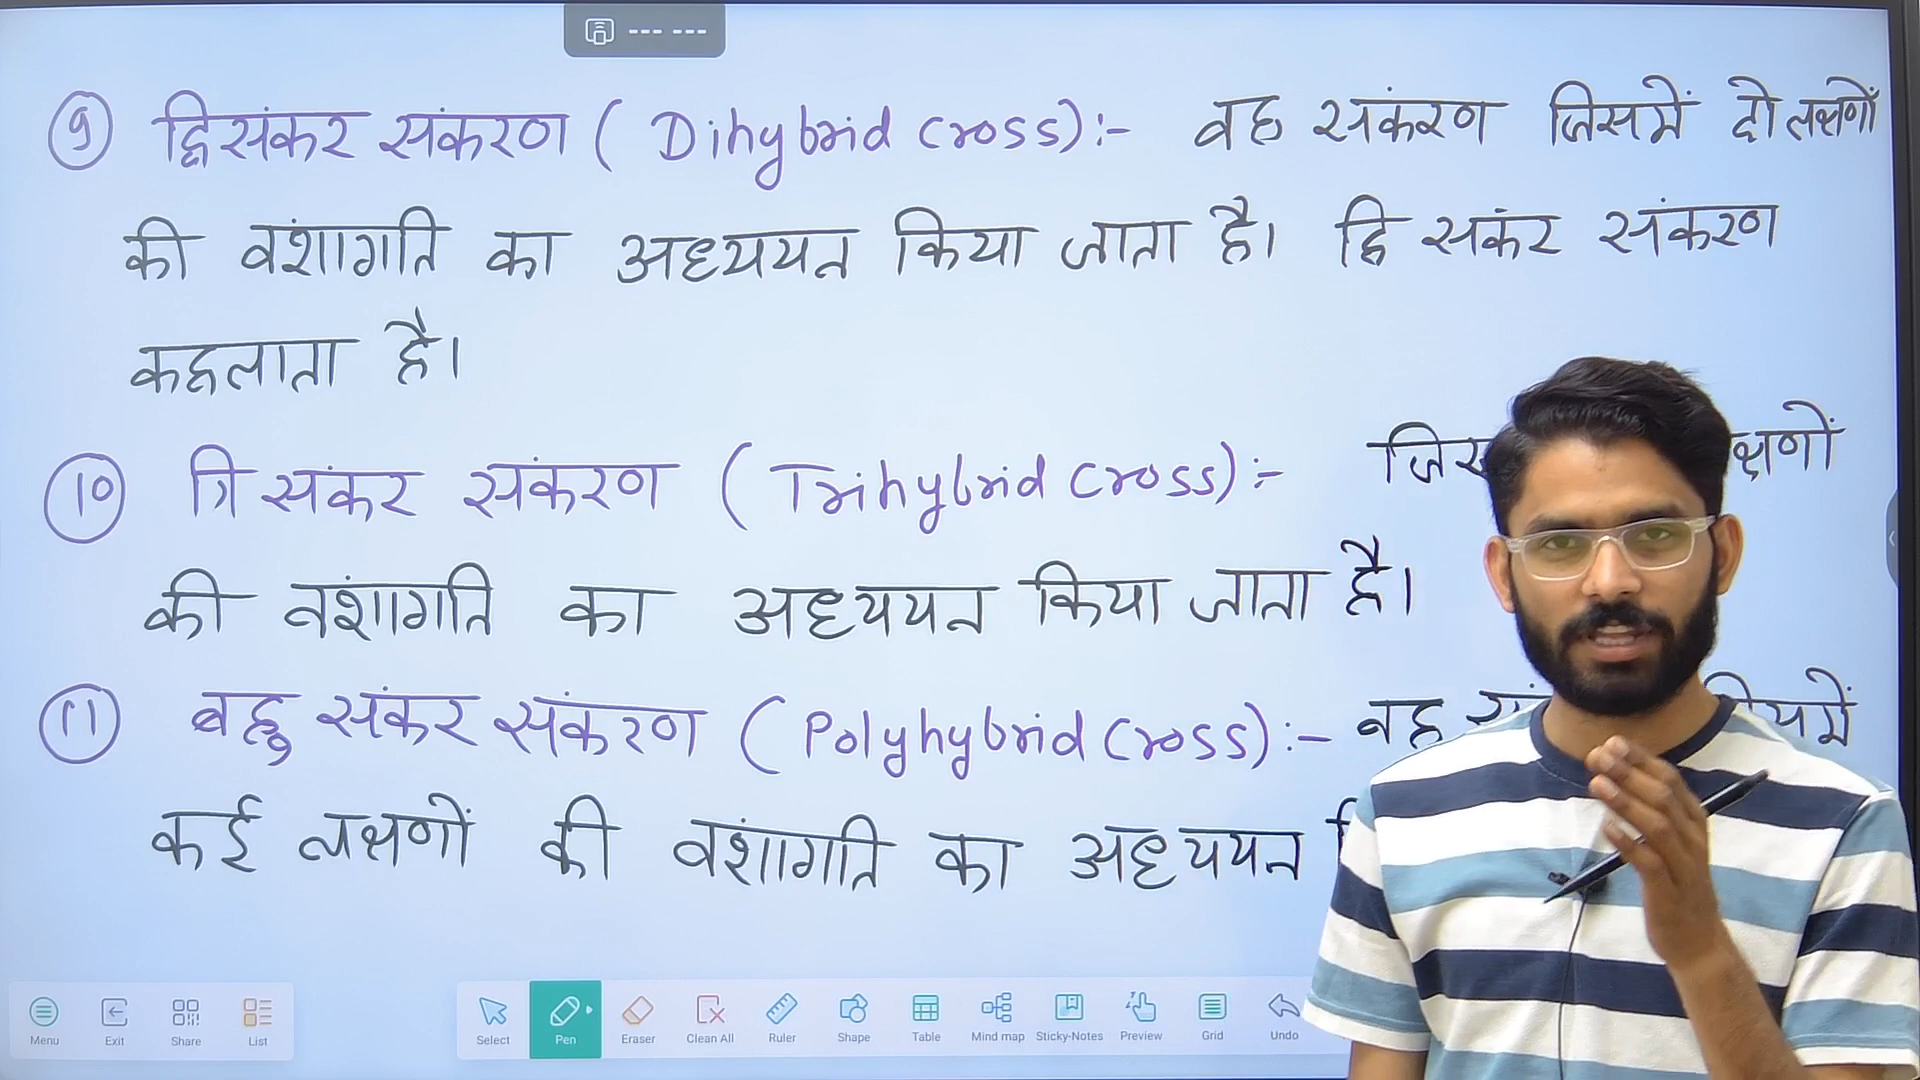 --- ---
९ द्विसंकर संकरण ( Dihybrid Cross):- वह संकरण जिसमें दो लक्षणों
की वंशागति का अध्ययन किया जाता है। द्वि संकर संकरण
कहलाता है।
10 त्रि संकर संकरण ( Trihybrid Cross):- लक्षणों
की वंशागति का अध्ययन किया जाता है।
11 बहु संकर संकरण ( Polyhybrid Cross):- वह जिसमें
कई लक्षणों की वंशागति का अध्ययन
Menu Exit Share List Select Pen Eraser Clean All Ruler Shape Table Mind map Sticky-Notes Preview Grid Undo